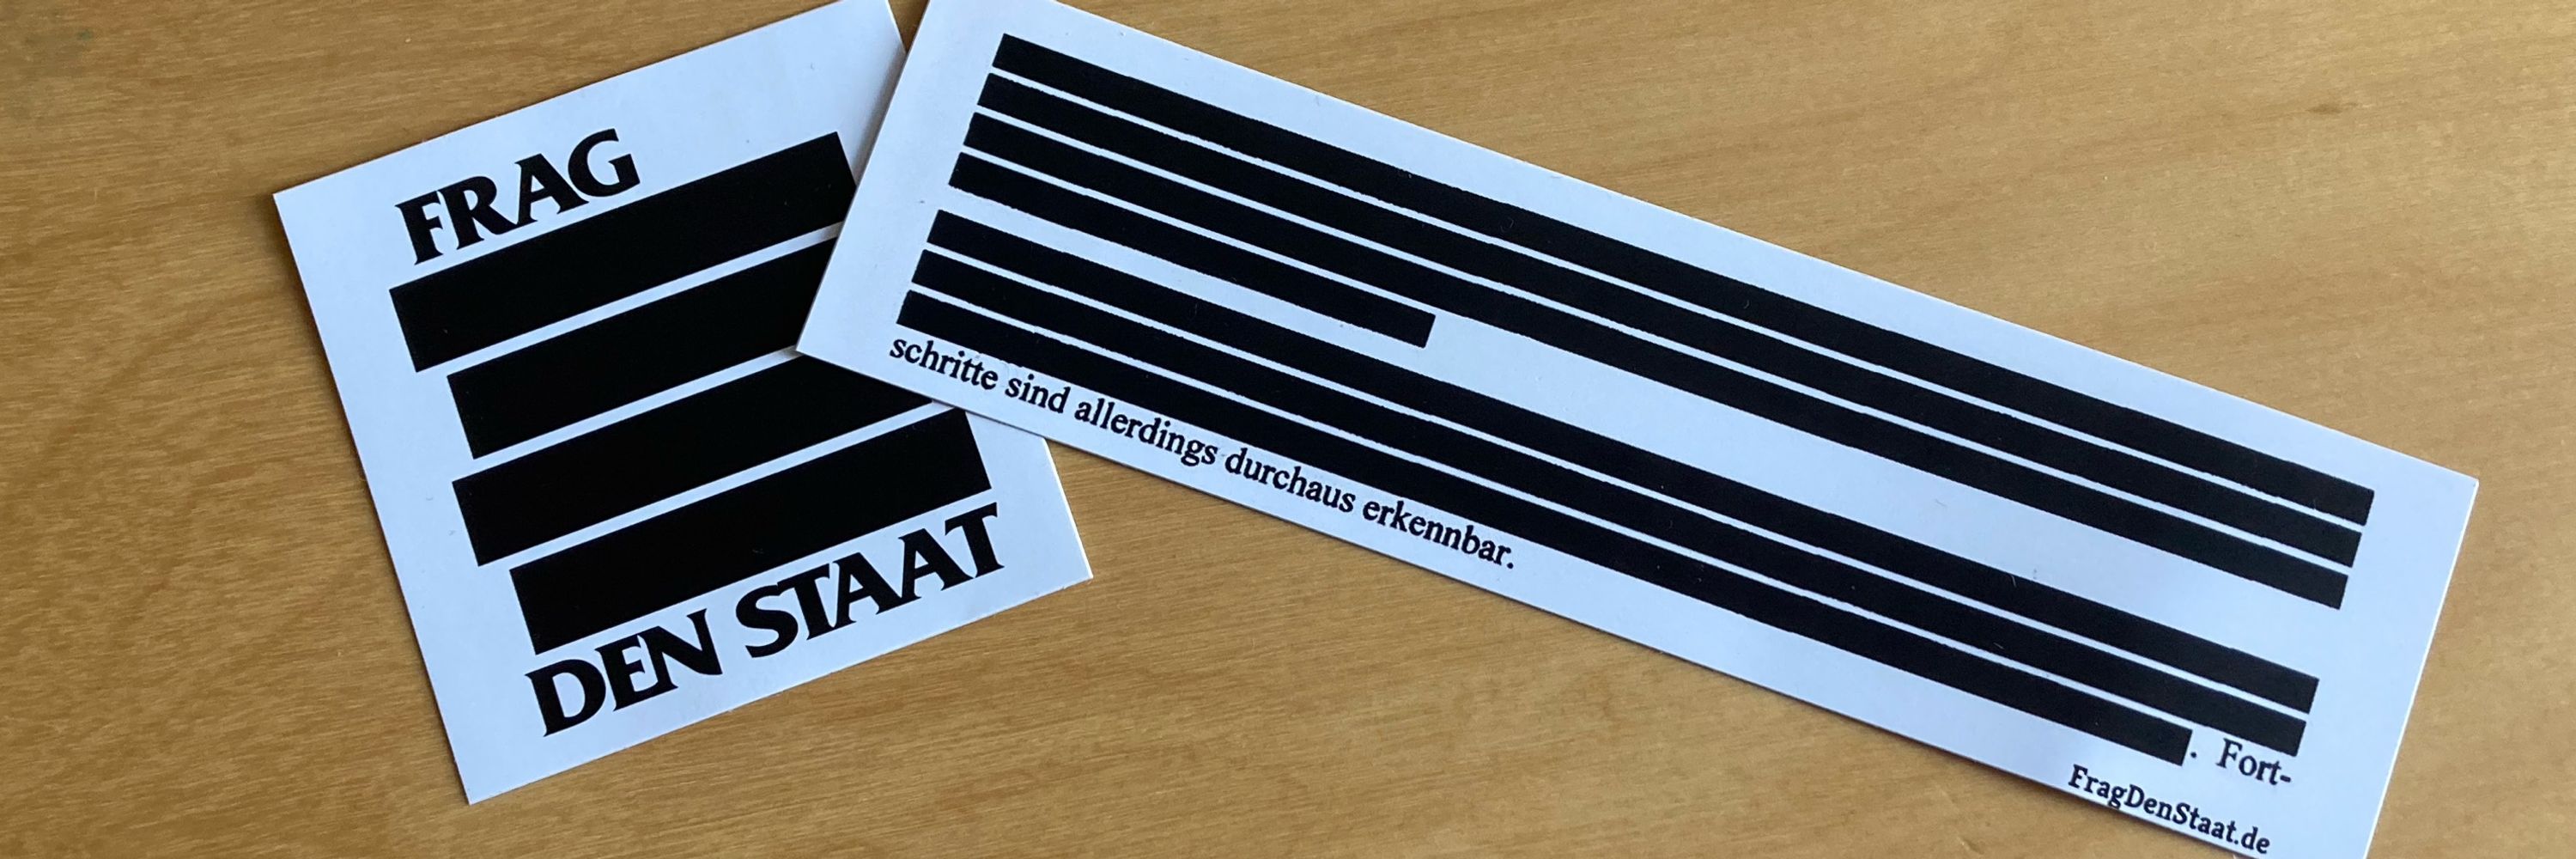 FRAG
DEN STAAT
. Fort-
schritte sind allerdings durchaus erkennbar.
FragDenStaat.de